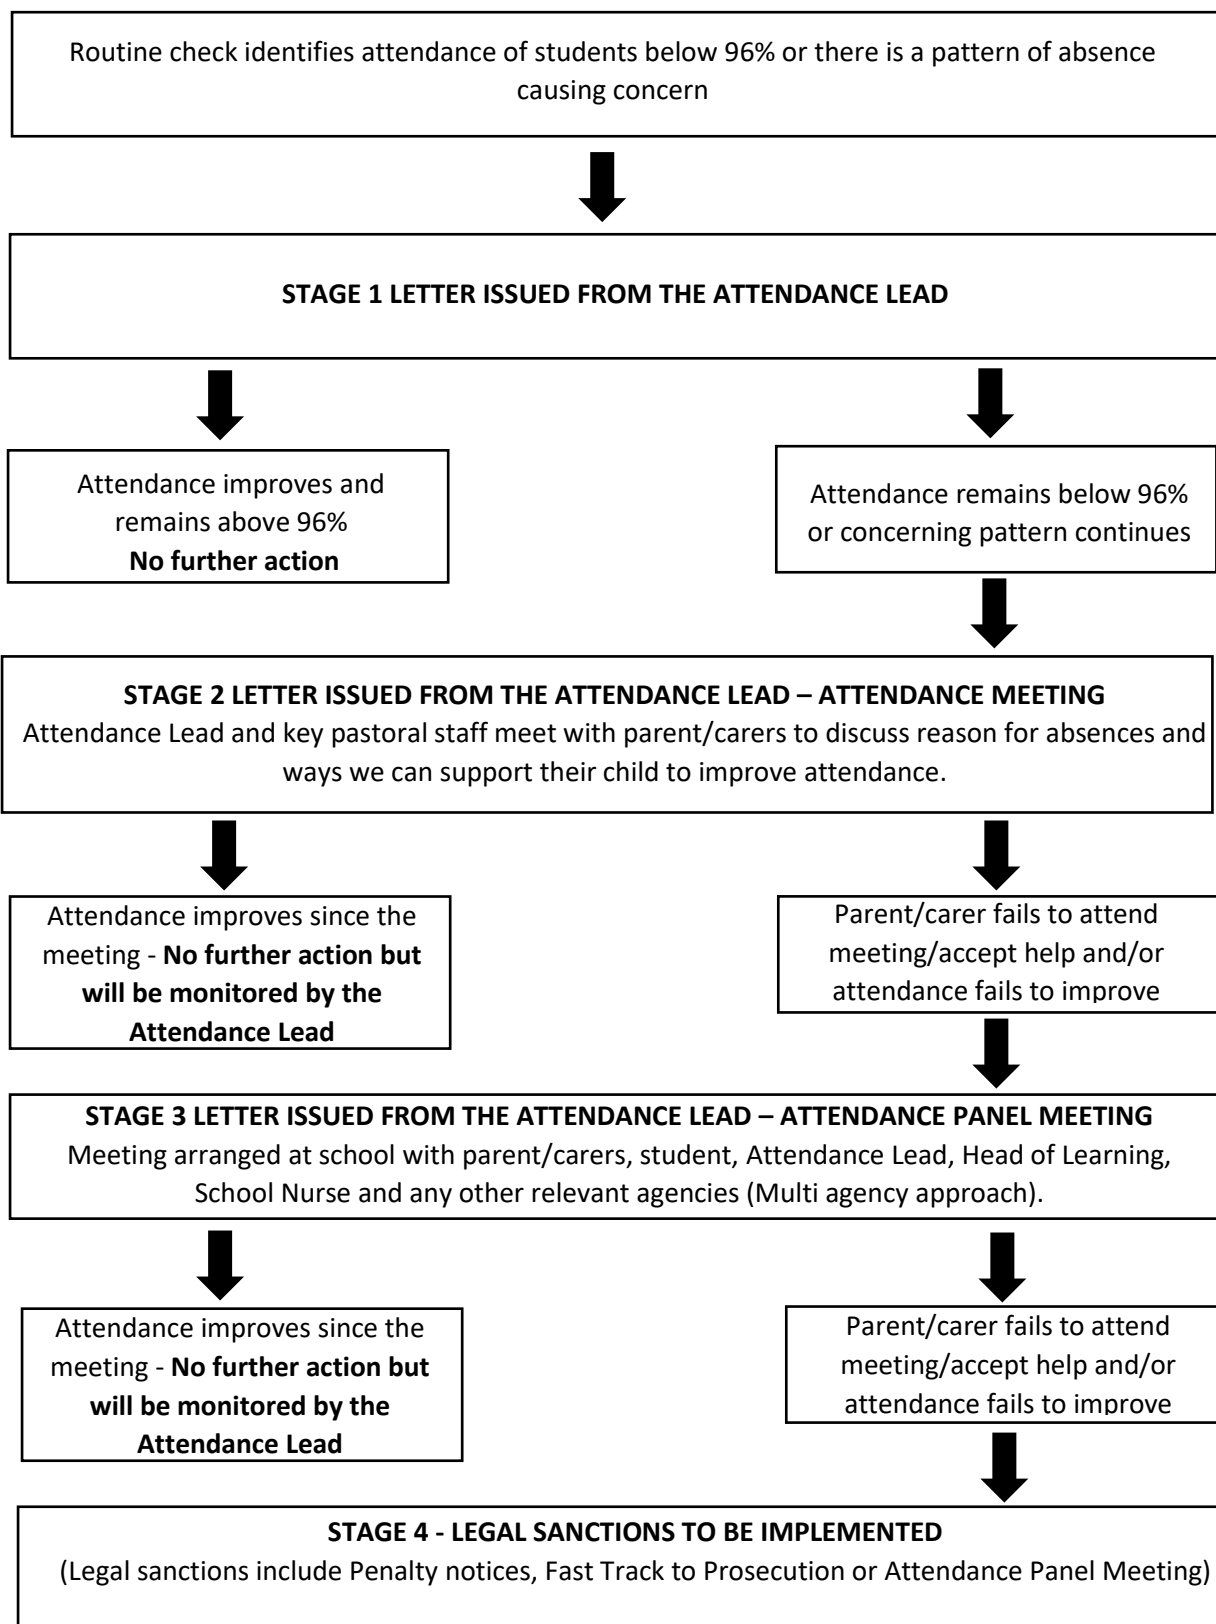 Routine check identifies attendance of students below 96% or there is a pattern of absence
causing concern
STAGE 1 LETTER ISSUED FROM THE ATTENDANCE LEAD
Attendance improves and
remains above 96%
No further action
Attendance remains below 96%
or concerning pattern continues
STAGE 2 LETTER ISSUED FROM THE ATTENDANCE LEAD – ATTENDANCE MEETING
Attendance Lead and key pastoral staff meet with parent/carers to discuss reason for absences and
ways we can support their child to improve attendance.
Attendance improves since the
meeting - No further action but
will be monitored by the
Attendance Lead
Parent/carer fails to attend
meeting/accept help and/or
attendance fails to improve
STAGE 3 LETTER ISSUED FROM THE ATTENDANCE LEAD – ATTENDANCE PANEL MEETING
Meeting arranged at school with parent/carers, student, Attendance Lead, Head of Learning,
School Nurse and any other relevant agencies (Multi agency approach).
Attendance improves since the
meeting - No further action but
will be monitored by the
Attendance Lead
Parent/carer fails to attend
meeting/accept help and/or
attendance fails to improve
STAGE 4 - LEGAL SANCTIONS TO BE IMPLEMENTED
(Legal sanctions include Penalty notices, Fast Track to Prosecution or Attendance Panel Meeting)